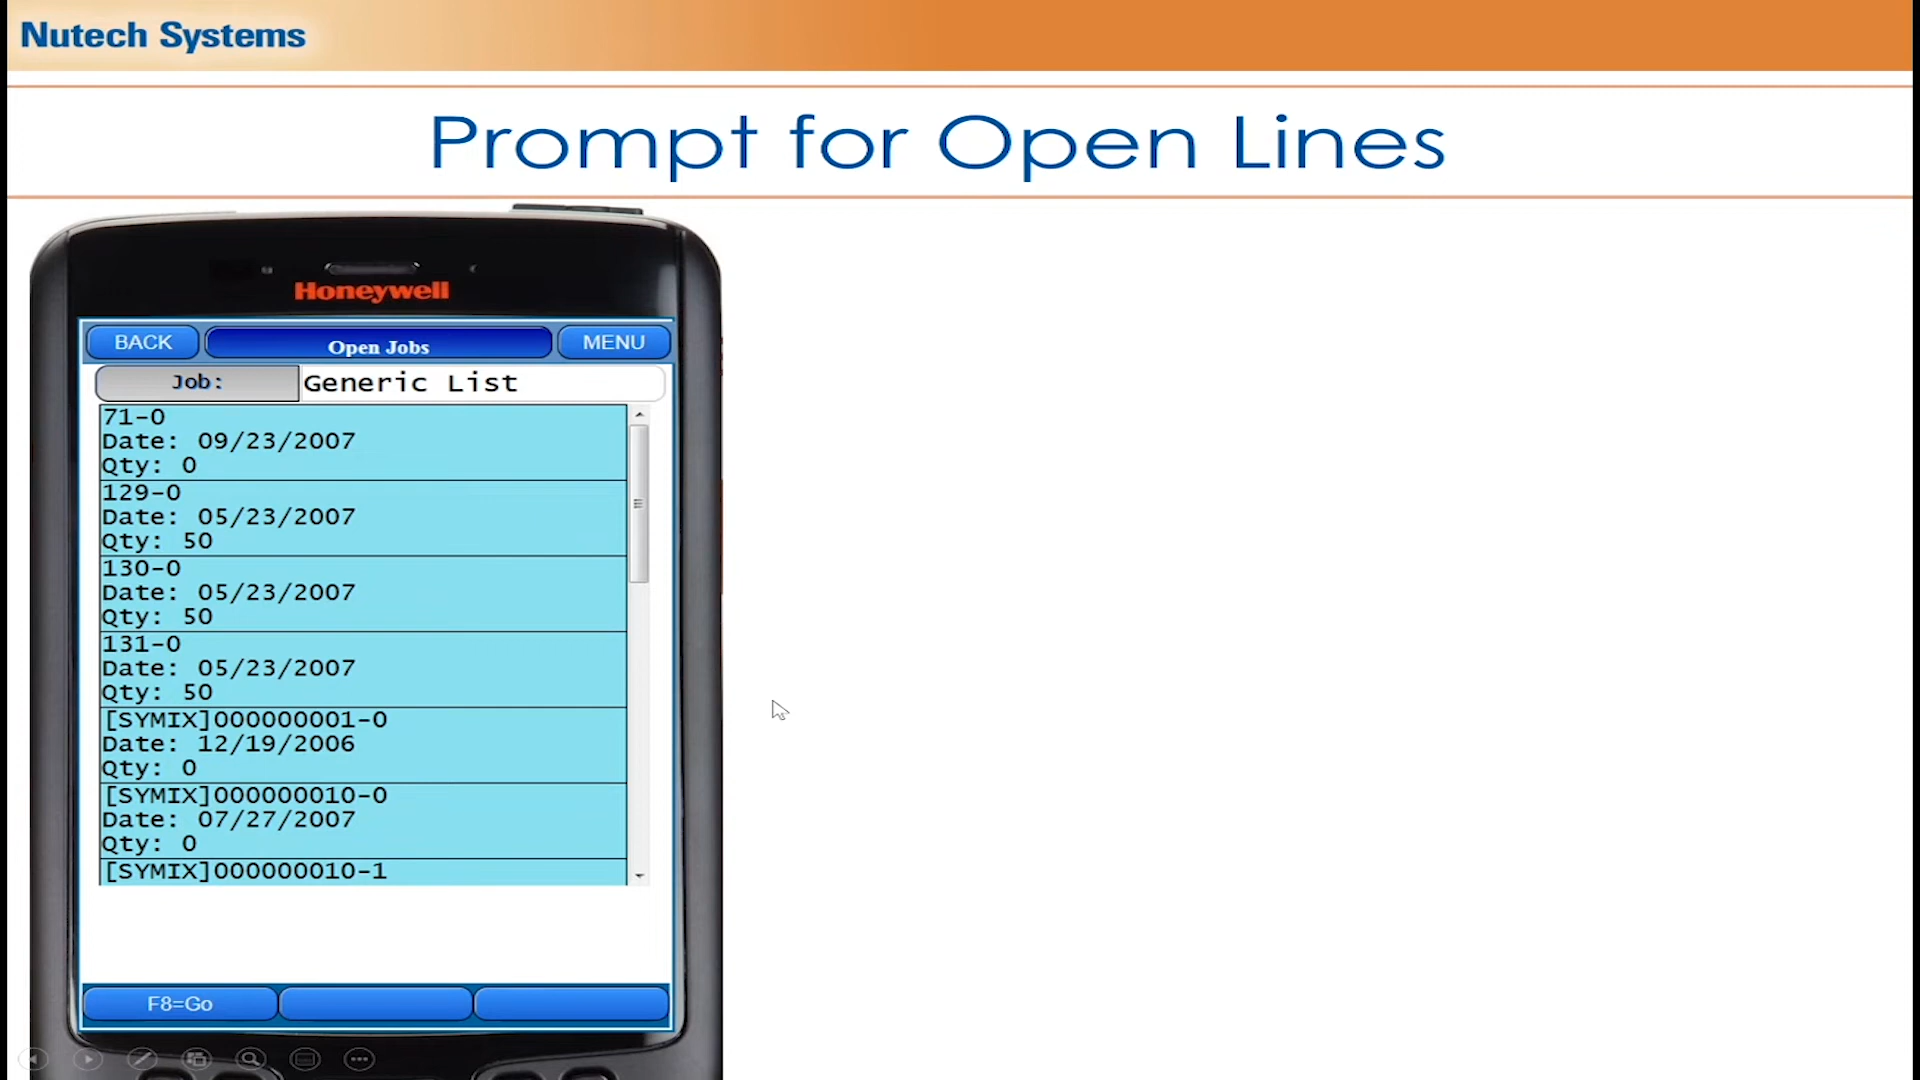 Nutech Systems
Prompt for Open Lines
Honeywell
BACK
Open Jobs
MENU
Job:
Generic List
71-0
Date: 09/23/2007
Qty: 0
129-0
Date: 05/23/2007
Qty: 50
130-0
Date: 05/23/2007
Qty: 50
131-0
Date: 05/23/2007
Qty: 50
[SYMIX]000000001-0
Date: 12/19/2006
Qty: 0
[SYMIX]000000010-0
Date: 07/27/2007
Qty: 0
[SYMIX]000000010-1
F8=Go